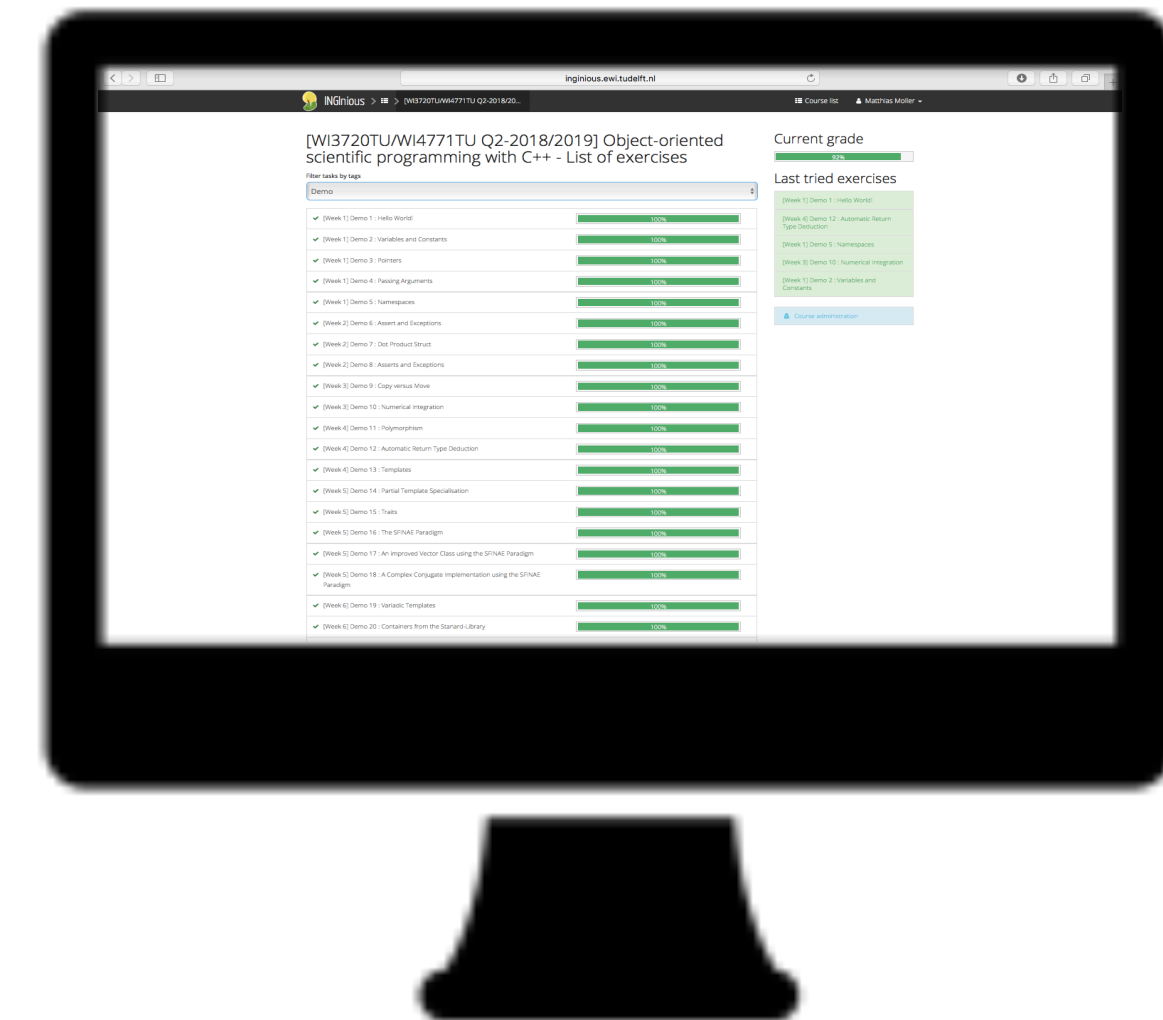 inginious.ewi.tudelft.nl
INGInious > > [WI3720TU/WI4771TU Q2-2018/20...
Course list
Matthias Moller
[WI3720TU/WI4771TU Q2-2018/2019] Object-oriented
scientific programming with C++ - List of exercises
Filter tasks by tags
Demo
[Week 1] Demo 1 : Hello World!
100%
[Week 1] Demo 2 : Variables and Constants
100%
[Week 1] Demo 3 : Pointers
100%
[Week 1] Demo 4 : Passing Arguments
100%
[Week 1] Demo 5 : Namespaces
100%
[Week 2] Demo 6 : Assert and Exceptions
100%
[Week 2] Demo 7 : Dot Product Struct
100%
[Week 2] Demo 8 : Asserts and Exceptions
100%
[Week 3] Demo 9 : Copy versus Move
100%
[Week 3] Demo 10 : Numerical Integration
100%
[Week 4] Demo 11 : Polymorphism
100%
[Week 4] Demo 12 : Automatic Return Type Deduction
100%
[Week 4] Demo 13 : Templates
100%
[Week 5] Demo 14 : Partial Template Specialisation
100%
[Week 5] Demo 15 : Traits
100%
[Week 5] Demo 16 : The SFINAE Paradigm
100%
[Week 5] Demo 17 : An improved Vector Class using the SFINAE Paradigm
100%
[Week 5] Demo 18 : A Complex Conjugate Implementation using the SFINAE
Paradigm
100%
[Week 6] Demo 19 : Variadic Templates
100%
[Week 6] Demo 20 : Containers from the Stanard-Library
100%
Current grade
92%
Last tried exercises
[Week 1] Demo 1 : Hello World!
[Week 4] Demo 12 : Automatic Return
Type Deduction
[Week 1] Demo 5 : Namespaces
[Week 3] Demo 10 : Numerical Integration
[Week 1] Demo 2 : Variables and
Constants
Course administration